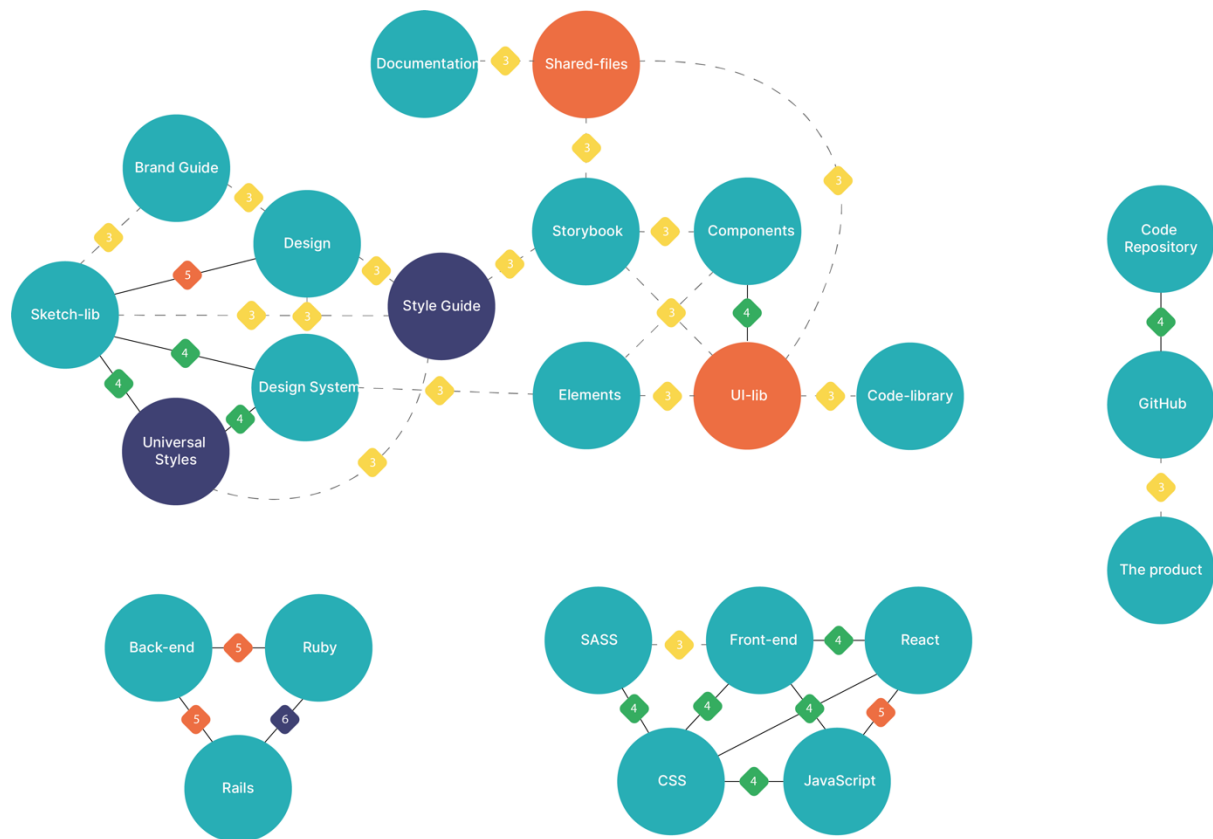 Documentation
3
Shared-files
3
3
Brand Guide
3
3
Design
Storybook
3
Components
Code
Repository
3
3
5
Sketch-lib
3
3
Style Guide
3
4
4
4
Design System
3
Elements
3
UI-lib
3
Code-library
GitHub
4
4
Universal
Styles
3
3
The product
Back-end
5
Ruby
SASS
3
Front-end
4
React
5
6
4
4
4
5
Rails
CSS
4
JavaScript